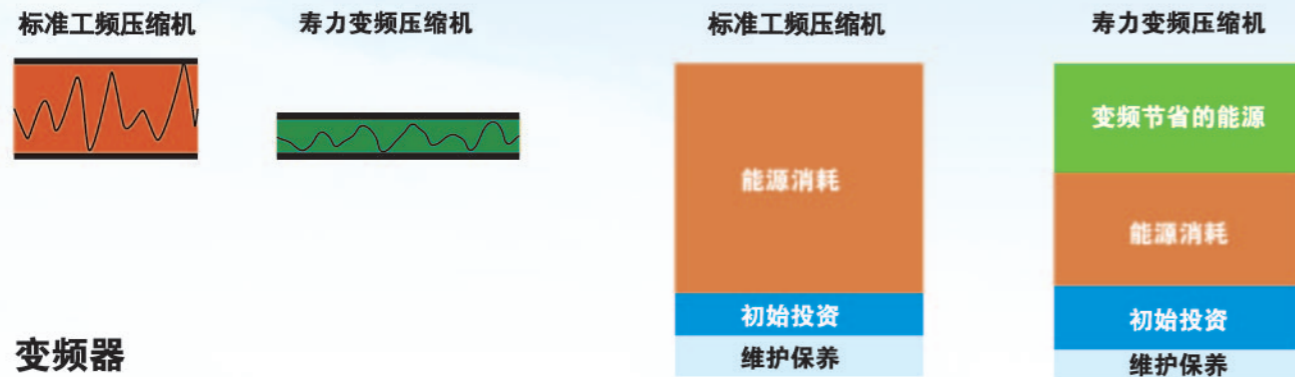 标准工频压缩机
寿力变频压缩机
标准工频压缩机
寿力变频压缩机
能源消耗
初始投资
维护保养
变频节省的能源
能源消耗
初始投资
维护保养
变频器